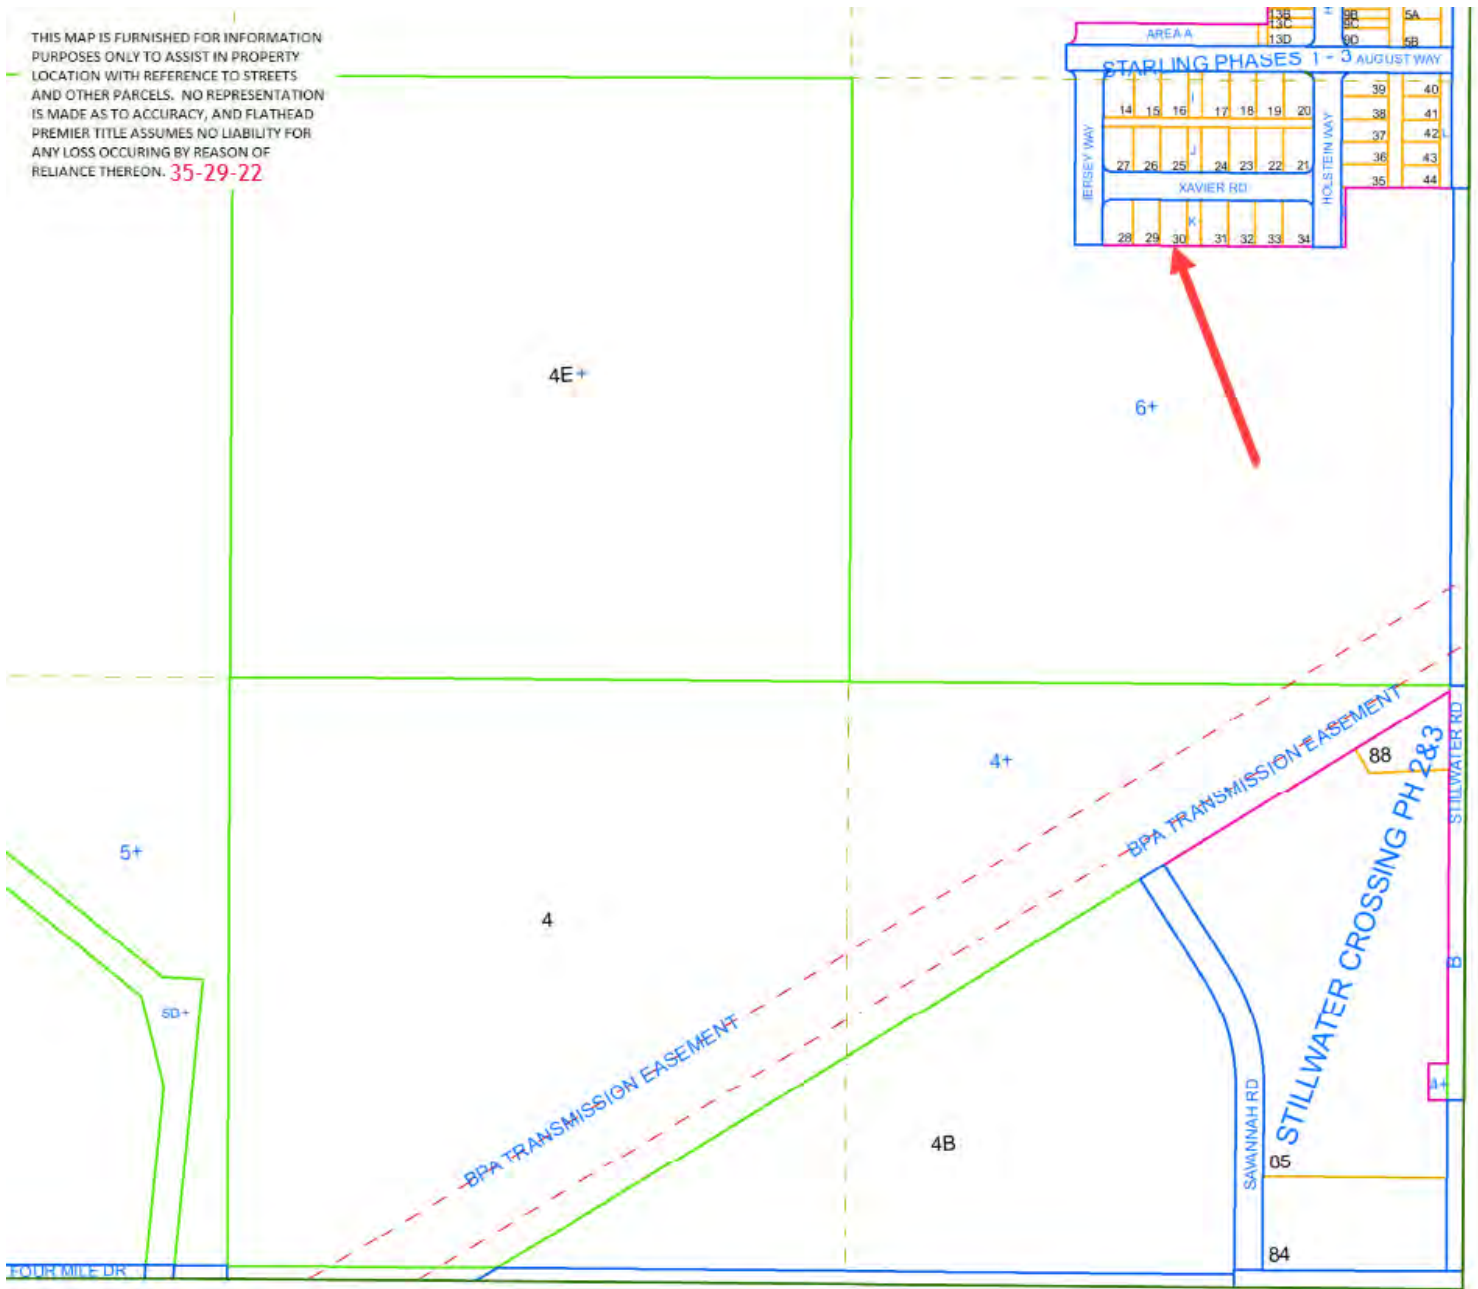 THIS MAP IS FURNISHED FOR INFORMATION
PURPOSES ONLY TO ASSIST IN PROPERTY
LOCATION WITH REFERENCE TO STREETS
AND OTHER PARCELS. NO REPRESENTATION
IS MADE AS TO ACCURACY, AND FLATHEAD
PREMIER TITLE ASSUMES NO LIABILITY FOR
ANY LOSS OCCURING BY REASON OF
RELIANCE THEREON. 35-29-22
13B 9B 5A
13C 9C
AREA A 13D 9D 5B
STARLING PHASES 1 - 3 AUGUST WAY
39 40
I
14 15 16 17 18 19 20 38 41
37 42 L
J
36 43
27 26 25 24 23 22 21
35 44
JERSEY WAY
XAVIER RD
HOLSTEIN WAY
K
28 29 30 31 32 33 34
4E+
6+
BPA TRANSMISSION EASEMENT
88
STILLWATER RD
4+
STILLWATER CROSSING PH 2&3
5+
4
B
5D+
BPA TRANSMISSION EASEMENT
4+
SAVANNAH RD
4B
84
FOUR MILE DR